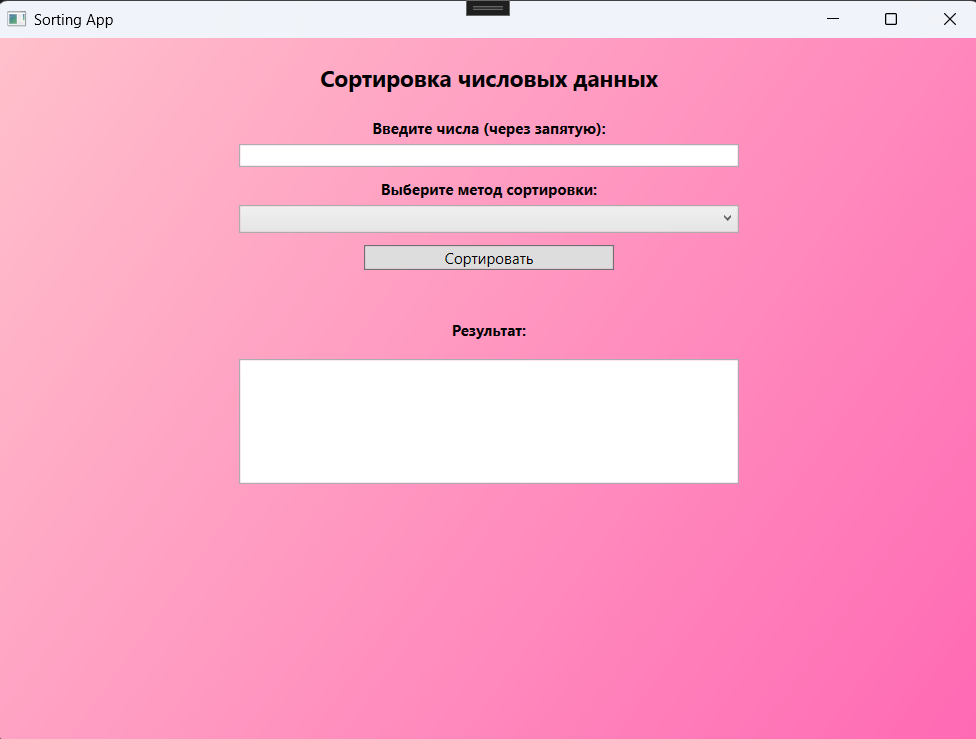 Sorting App
Сортировка числовых данных
Введите числа (через запятую):
Выберите метод сортировки:
Сортировать
Результат: